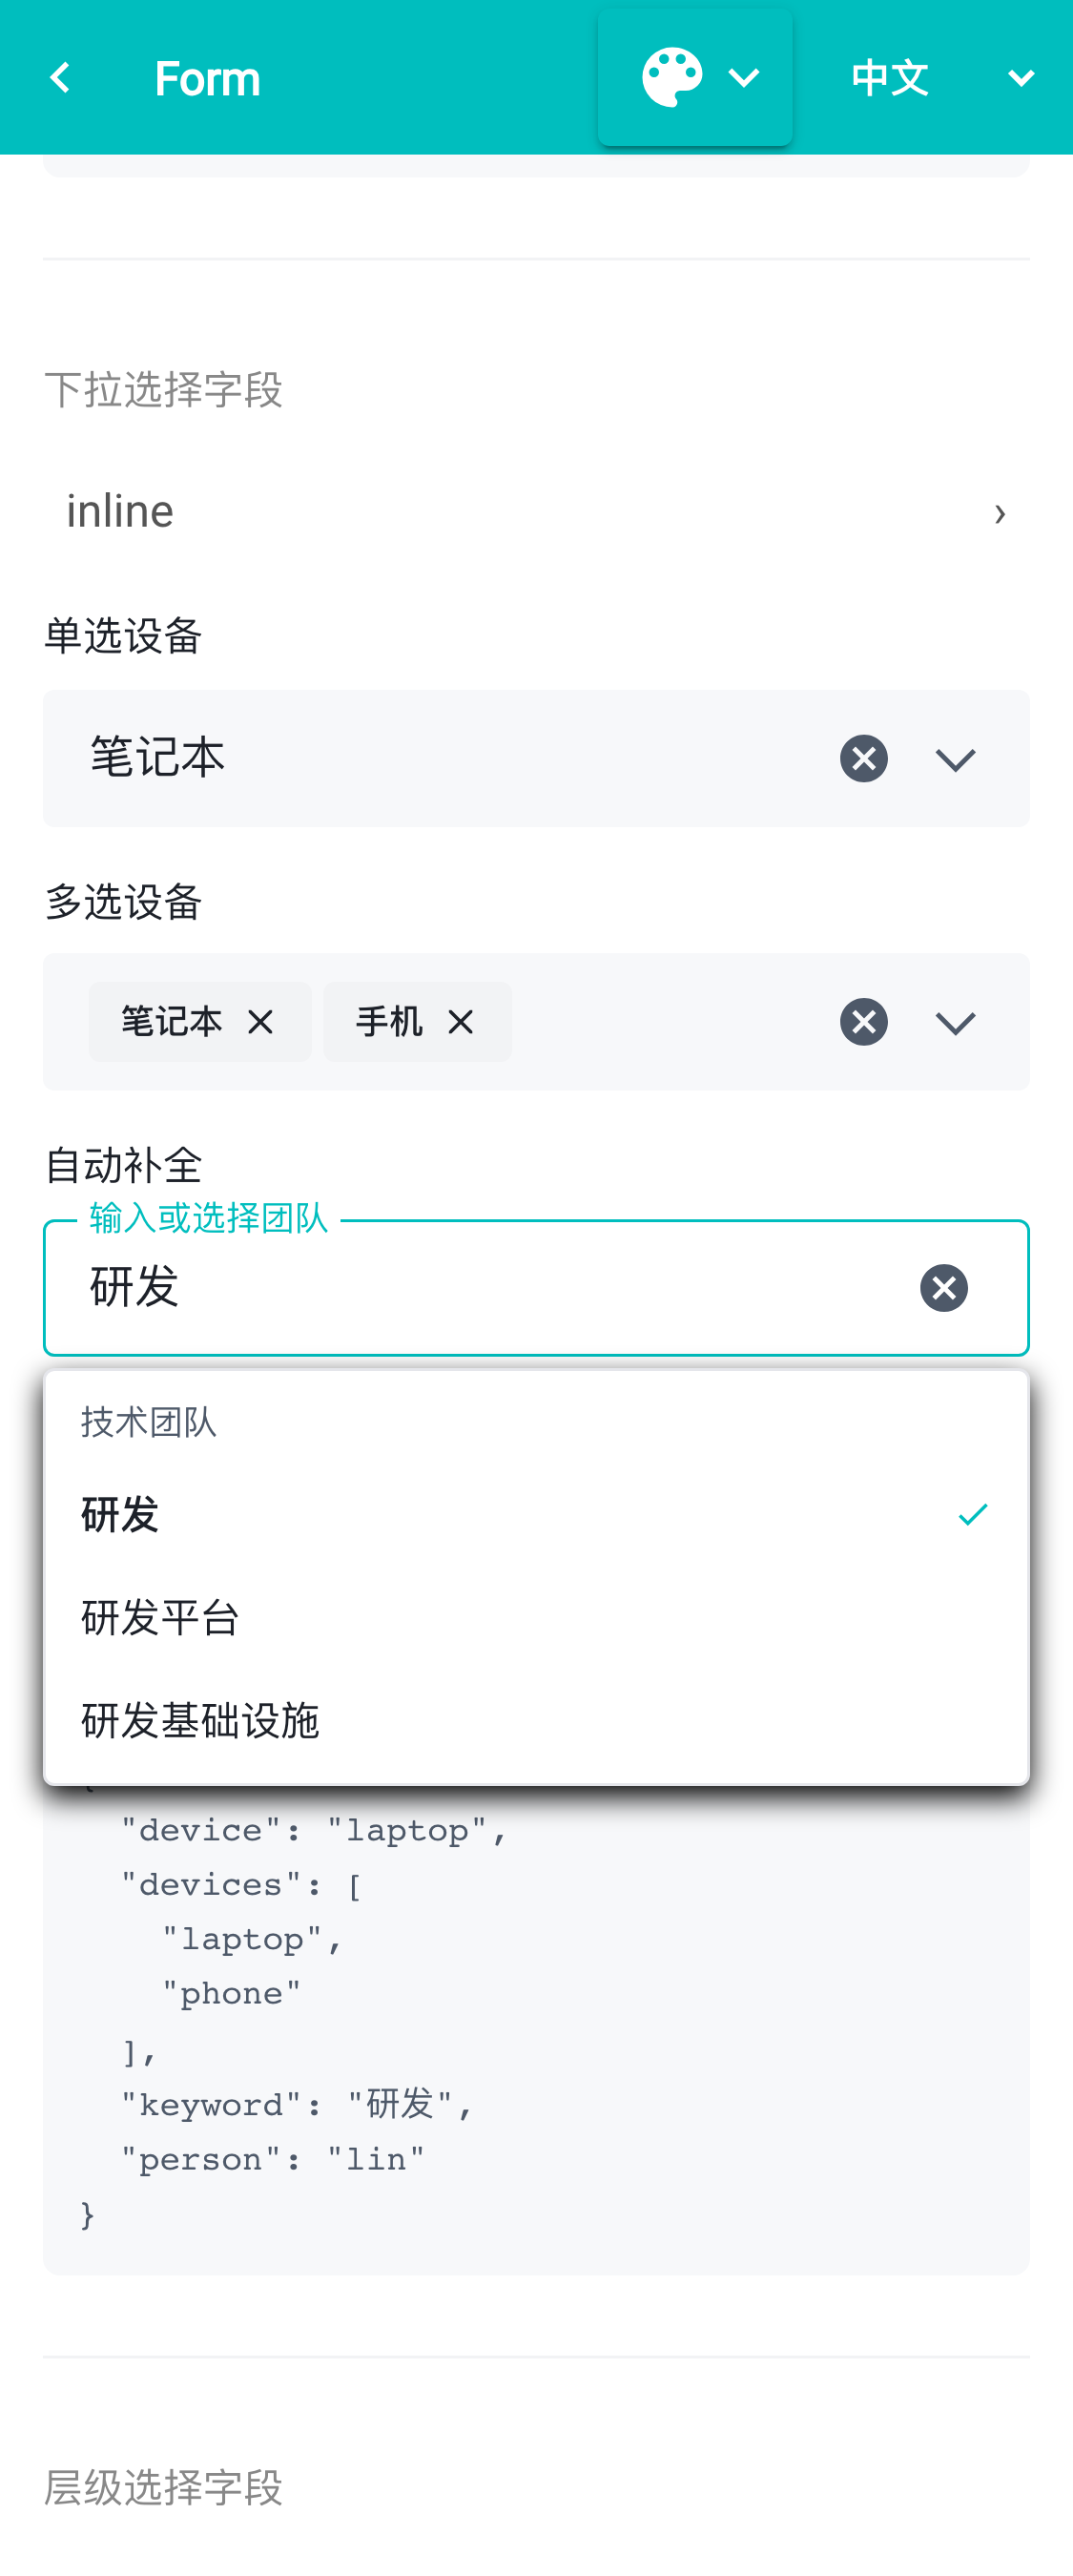 Form
中文
下拉选择字段
inline
单选设备
笔记本
多选设备
笔记本 手机
自动补全
输入或选择团队
研发
技术团队
研发
研发平台
研发基础设施
"device": "laptop",
"devices": [
"laptop",
"phone"
],
"keyword": "研发",
"person": "lin"
}
层级选择字段